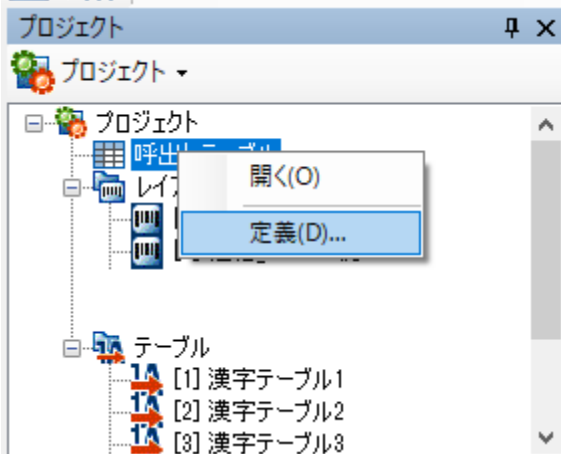 プロジェクト
プロジェクト
プロジェクト
呼出
開く(O)
レイ
定義(D)...
テーブル
[1] 漢字テーブル1
[2] 漢字テーブル2
[3] 漢字テーブル3